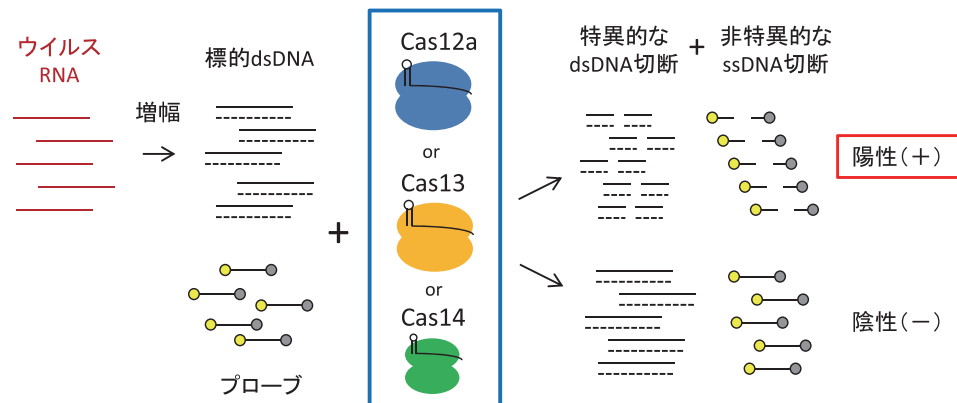 ウイルス
RNA
増幅
標的dsDNA
プローブ
+
Cas12a
or
Cas13
or
Cas14
特異的な
dsDNA切断
+
非特異的な
ssDNA切断
陽性(+)
陰性(−)